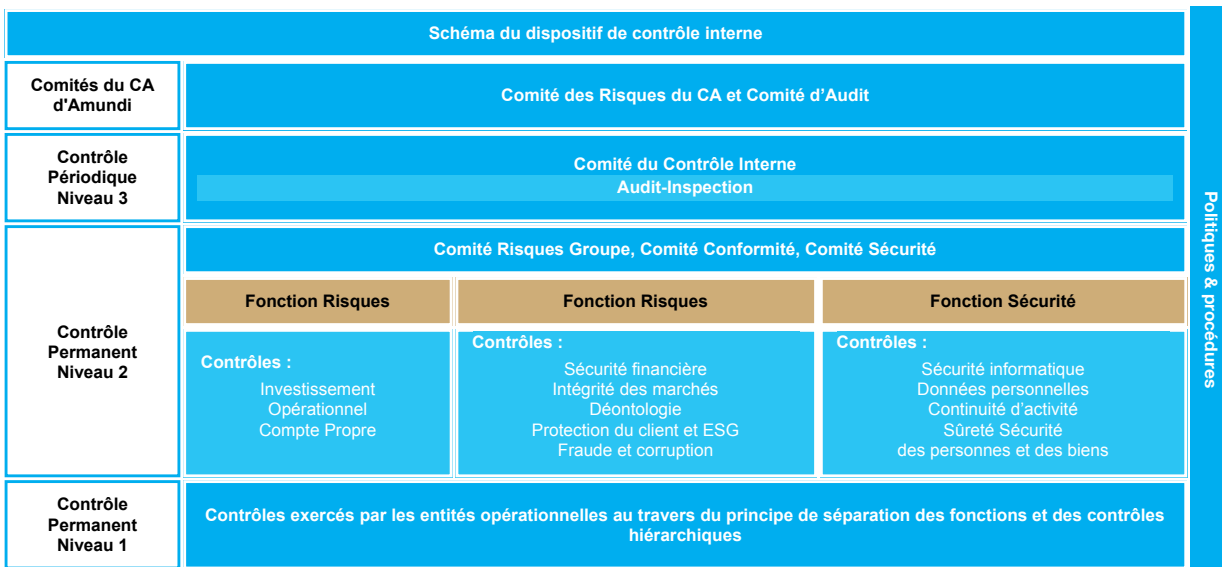 Schéma du dispositif de contrôle interne
Comités du CA
d'Amundi
Comité des Risques du CA et Comité d'Audit
Contrôle
Périodique
Niveau 3
Comité du Contrôle Interne
Audit-Inspection
Contrôle
Permanent
Niveau 2
Comité Risques Groupe, Comité Conformité, Comité Sécurité
Fonction Risques
Contrôles :
Investissement
Opérationnel
Compte Propre
Fonction Risques
Contrôles :
Sécurité financière
Intégrité des marchés
Déontologie
Protection du client et ESG
Fraude et corruption
Fonction Sécurité
Contrôles :
Sécurité informatique
Données personnelles
Continuité d'activité
Sûreté Sécurité
des personnes et des biens
Contrôle
Permanent
Niveau 1
Contrôles exercés par les entités opérationnelles au travers du principe de séparation des fonctions et des contrôles
hiérarchiques
Politiques & procédures